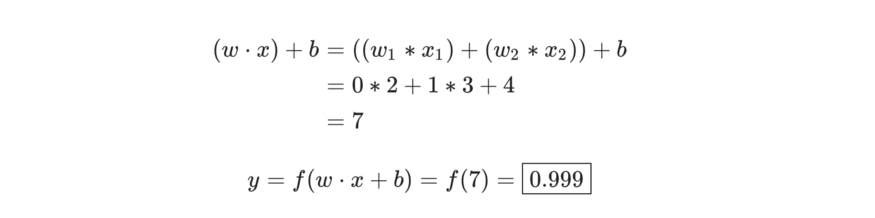 (w · x) + b = ((w₁ * x₁) + (w₂ * x₂)) + b
= 0 * 2 + 1 * 3 + 4
= 7
y = f(w · x + b) = f(7) = 0.999